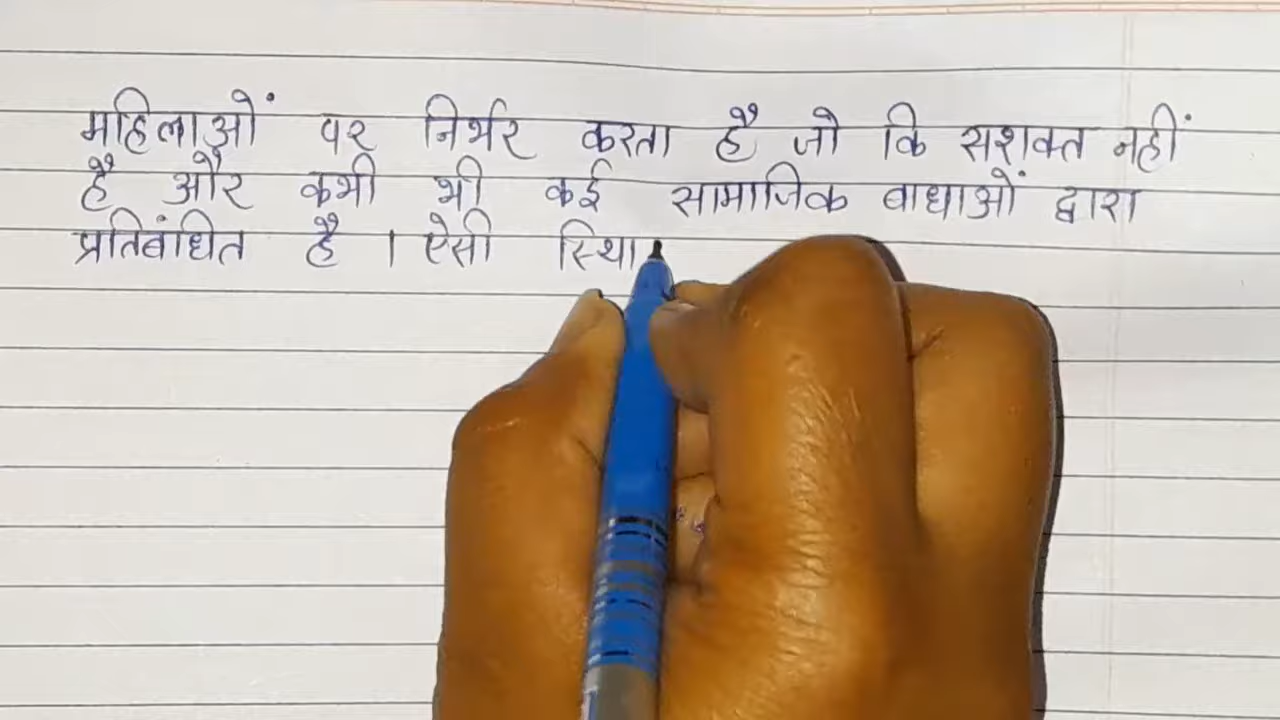 महिलाओं पर निर्भर करता है जो कि सशक्त नहीं
है और कभी भी कई सामाजिक बाधाओं द्वारा
प्रतिबंधित है । ऐसी स्था